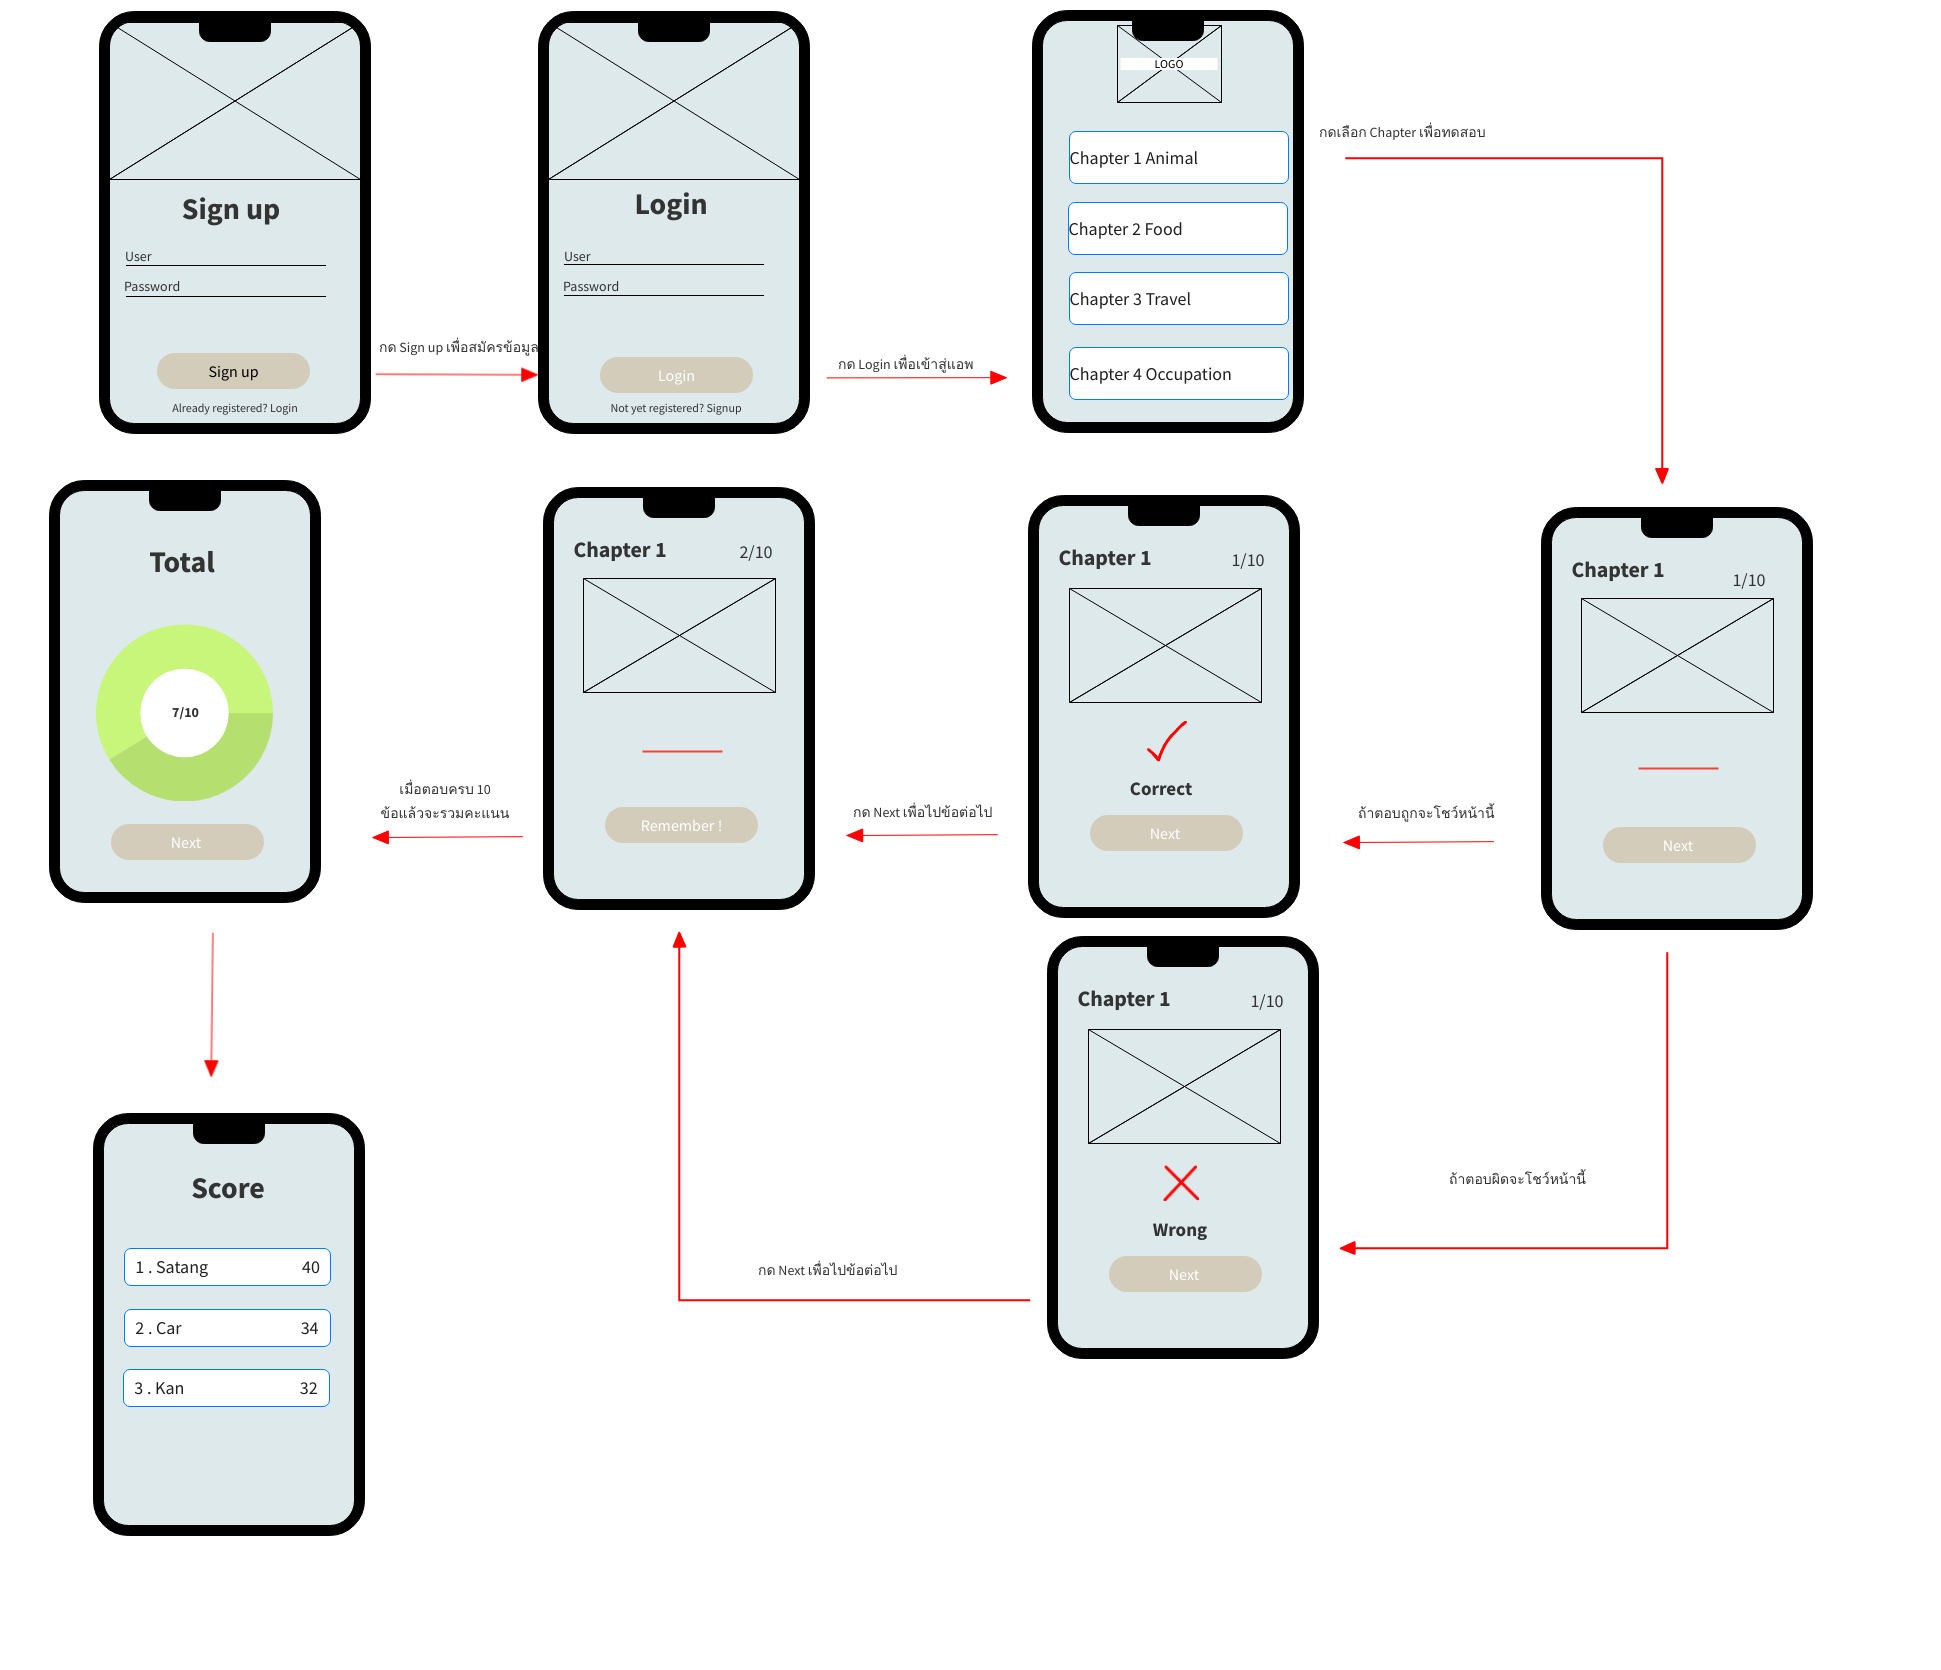 Sign up
User
Password
Sign up
Already registered? Login
กด Sign up เพื่อสมัครข้อมูล
Login
User
Password
Login
Not yet registered? Signup
กด Login เพื่อเข้าสู่แอพ
LOGO
Chapter 1 Animal
Chapter 2 Food
Chapter 3 Travel
Chapter 4 Occupation
กดเลือก Chapter เพื่อทดสอบ
Chapter 1
1/10
Next
ถ้าตอบถูกจะโชว์หน้านี้
Chapter 1
1/10
Correct
Next
กด Next เพื่อไปข้อต่อไป
Chapter 1
2/10
Remember !
เมื่อตอบครบ 10
ข้อแล้วจะรวมคะแนน
Total
7/10
Next
ถ้าตอบผิดจะโชว์หน้านี้
Chapter 1
1/10
Wrong
Next
กด Next เพื่อไปข้อต่อไป
Score
1 . Satang 40
2 . Car 34
3 . Kan 32